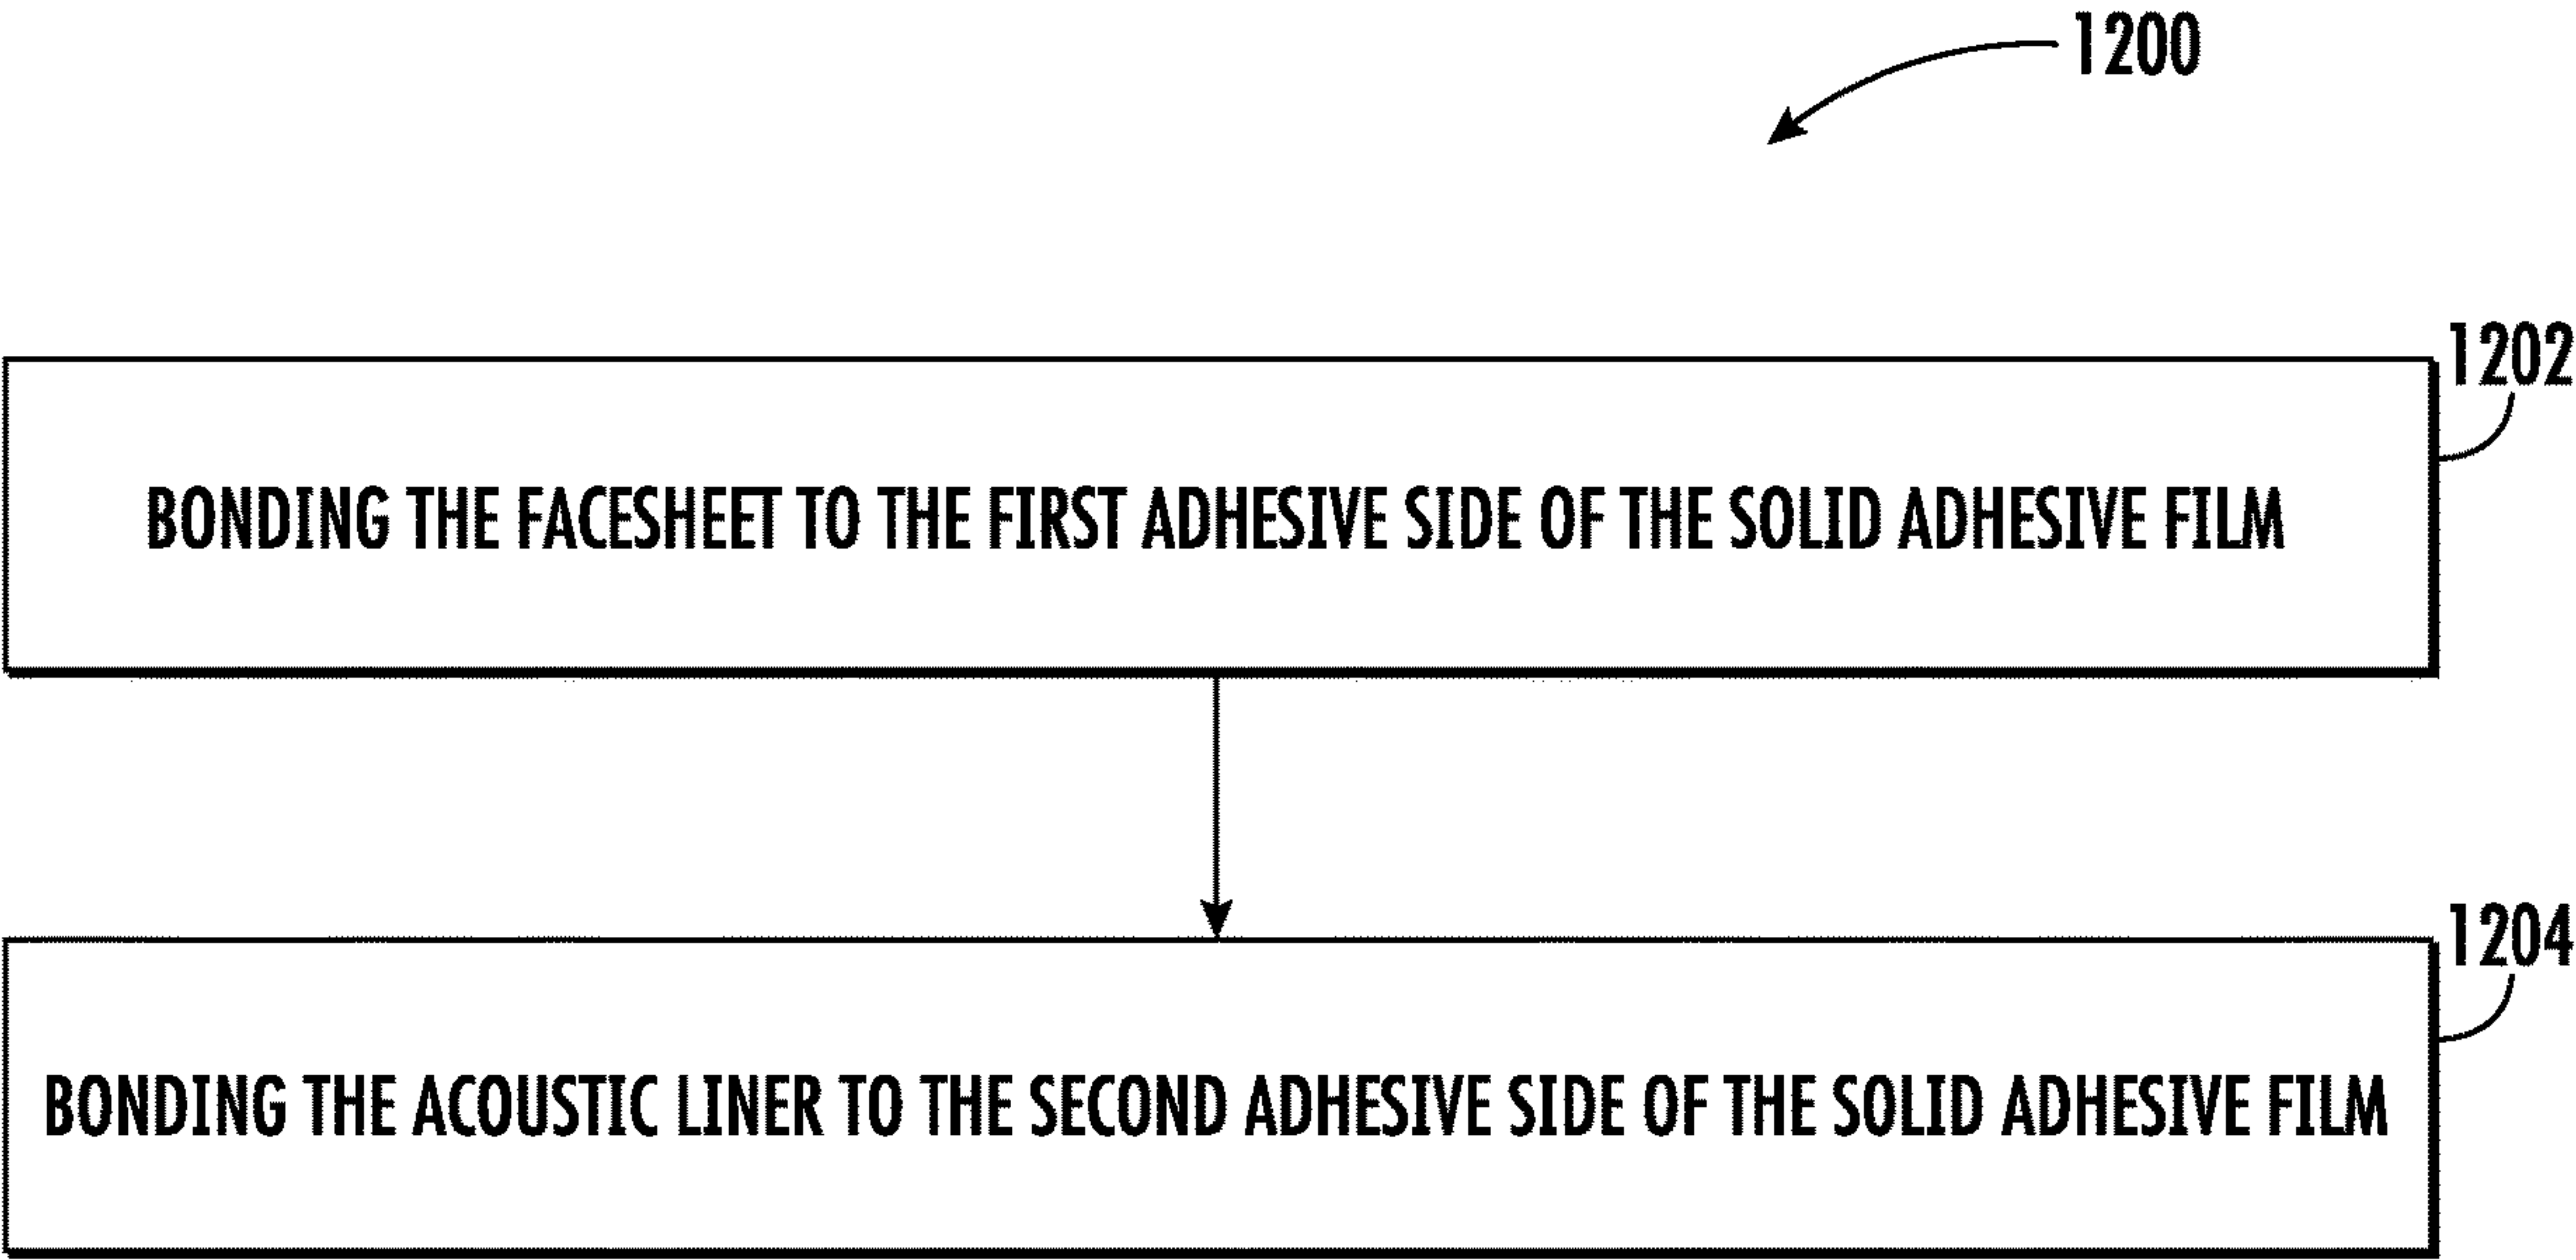 1200
1202
BONDING THE FACESHEET TO THE FIRST ADHESIVE SIDE OF THE SOLID ADHESIVE FILM
1204
BONDING THE ACOUSTIC LINER TO THE SECOND ADHESIVE SIDE OF THE SOLID ADHESIVE FILM